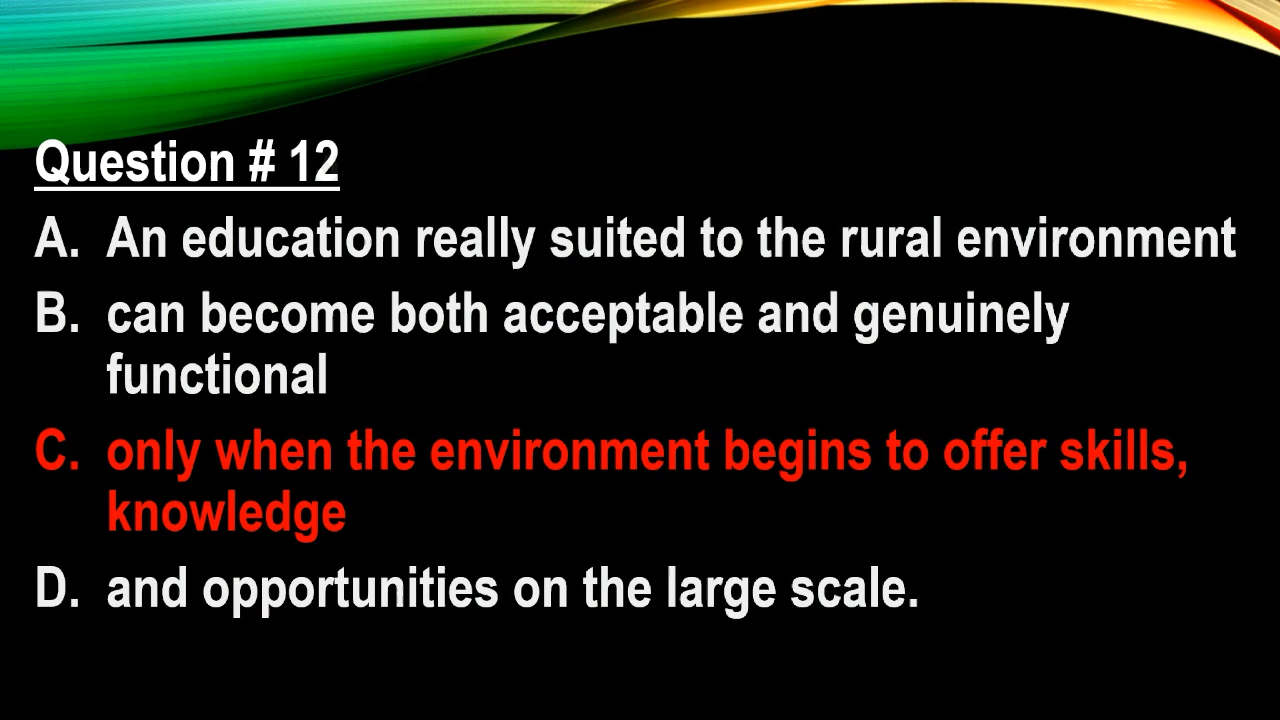 Question # 12
A. An education really suited to the rural environment
B. can become both acceptable and genuinely
functional
C. only when the environment begins to offer skills,
knowledge
D. and opportunities on the large scale.